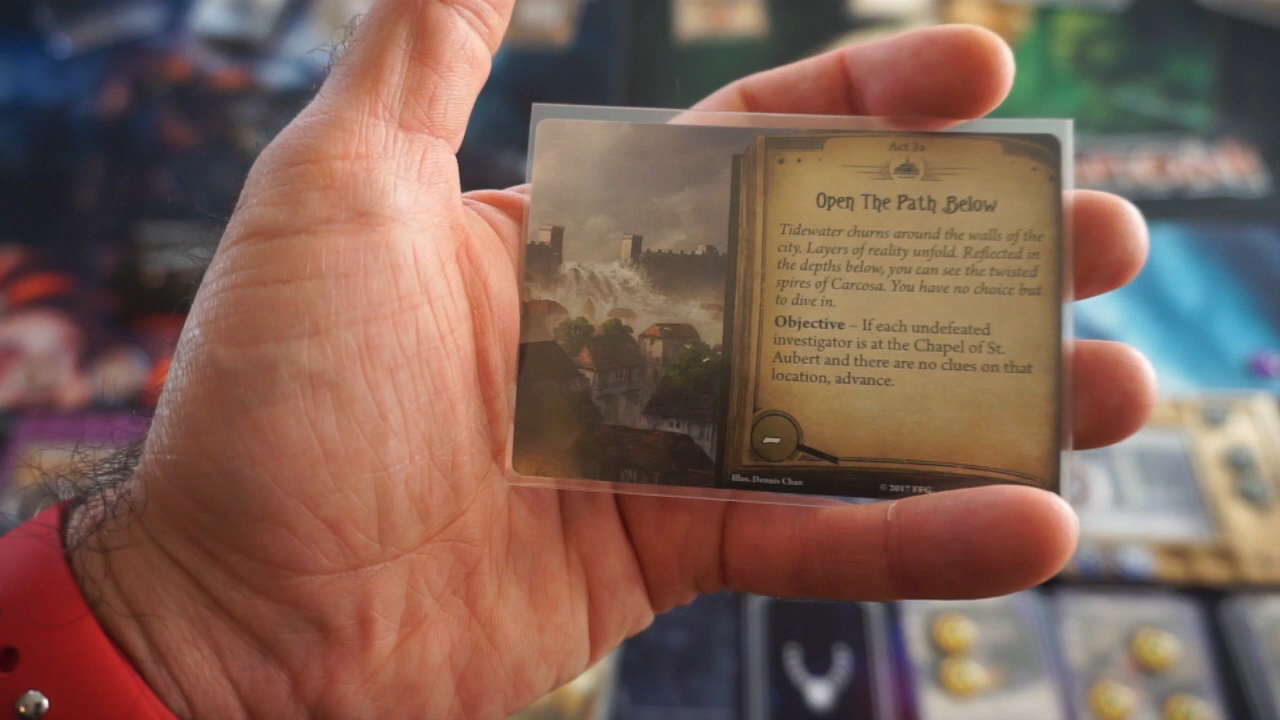 Act 3a
Open The Path Below
Tidewater churns around the walls of the
city. Layers of reality unfold. Reflected in
the depths below, you can see the twisted
spires of Carcosa. You have no choice but
to dive in.
Objective – If each undefeated
investigator is at the Chapel of St.
Aubert and there are no clues on that
location, advance.
–
Illus. Dennis Chan
© 2017 FFG